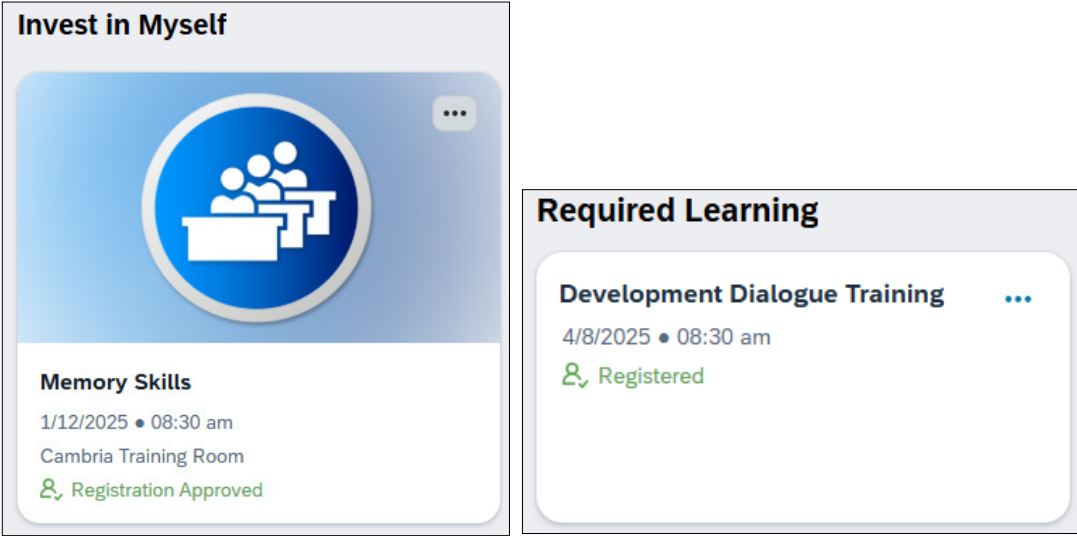 Invest in Myself
Memory Skills
1/12/2025 ● 08:30 am
Cambria Training Room
Registration Approved
Required Learning
Development Dialogue Training
4/8/2025 ● 08:30 am
Registered